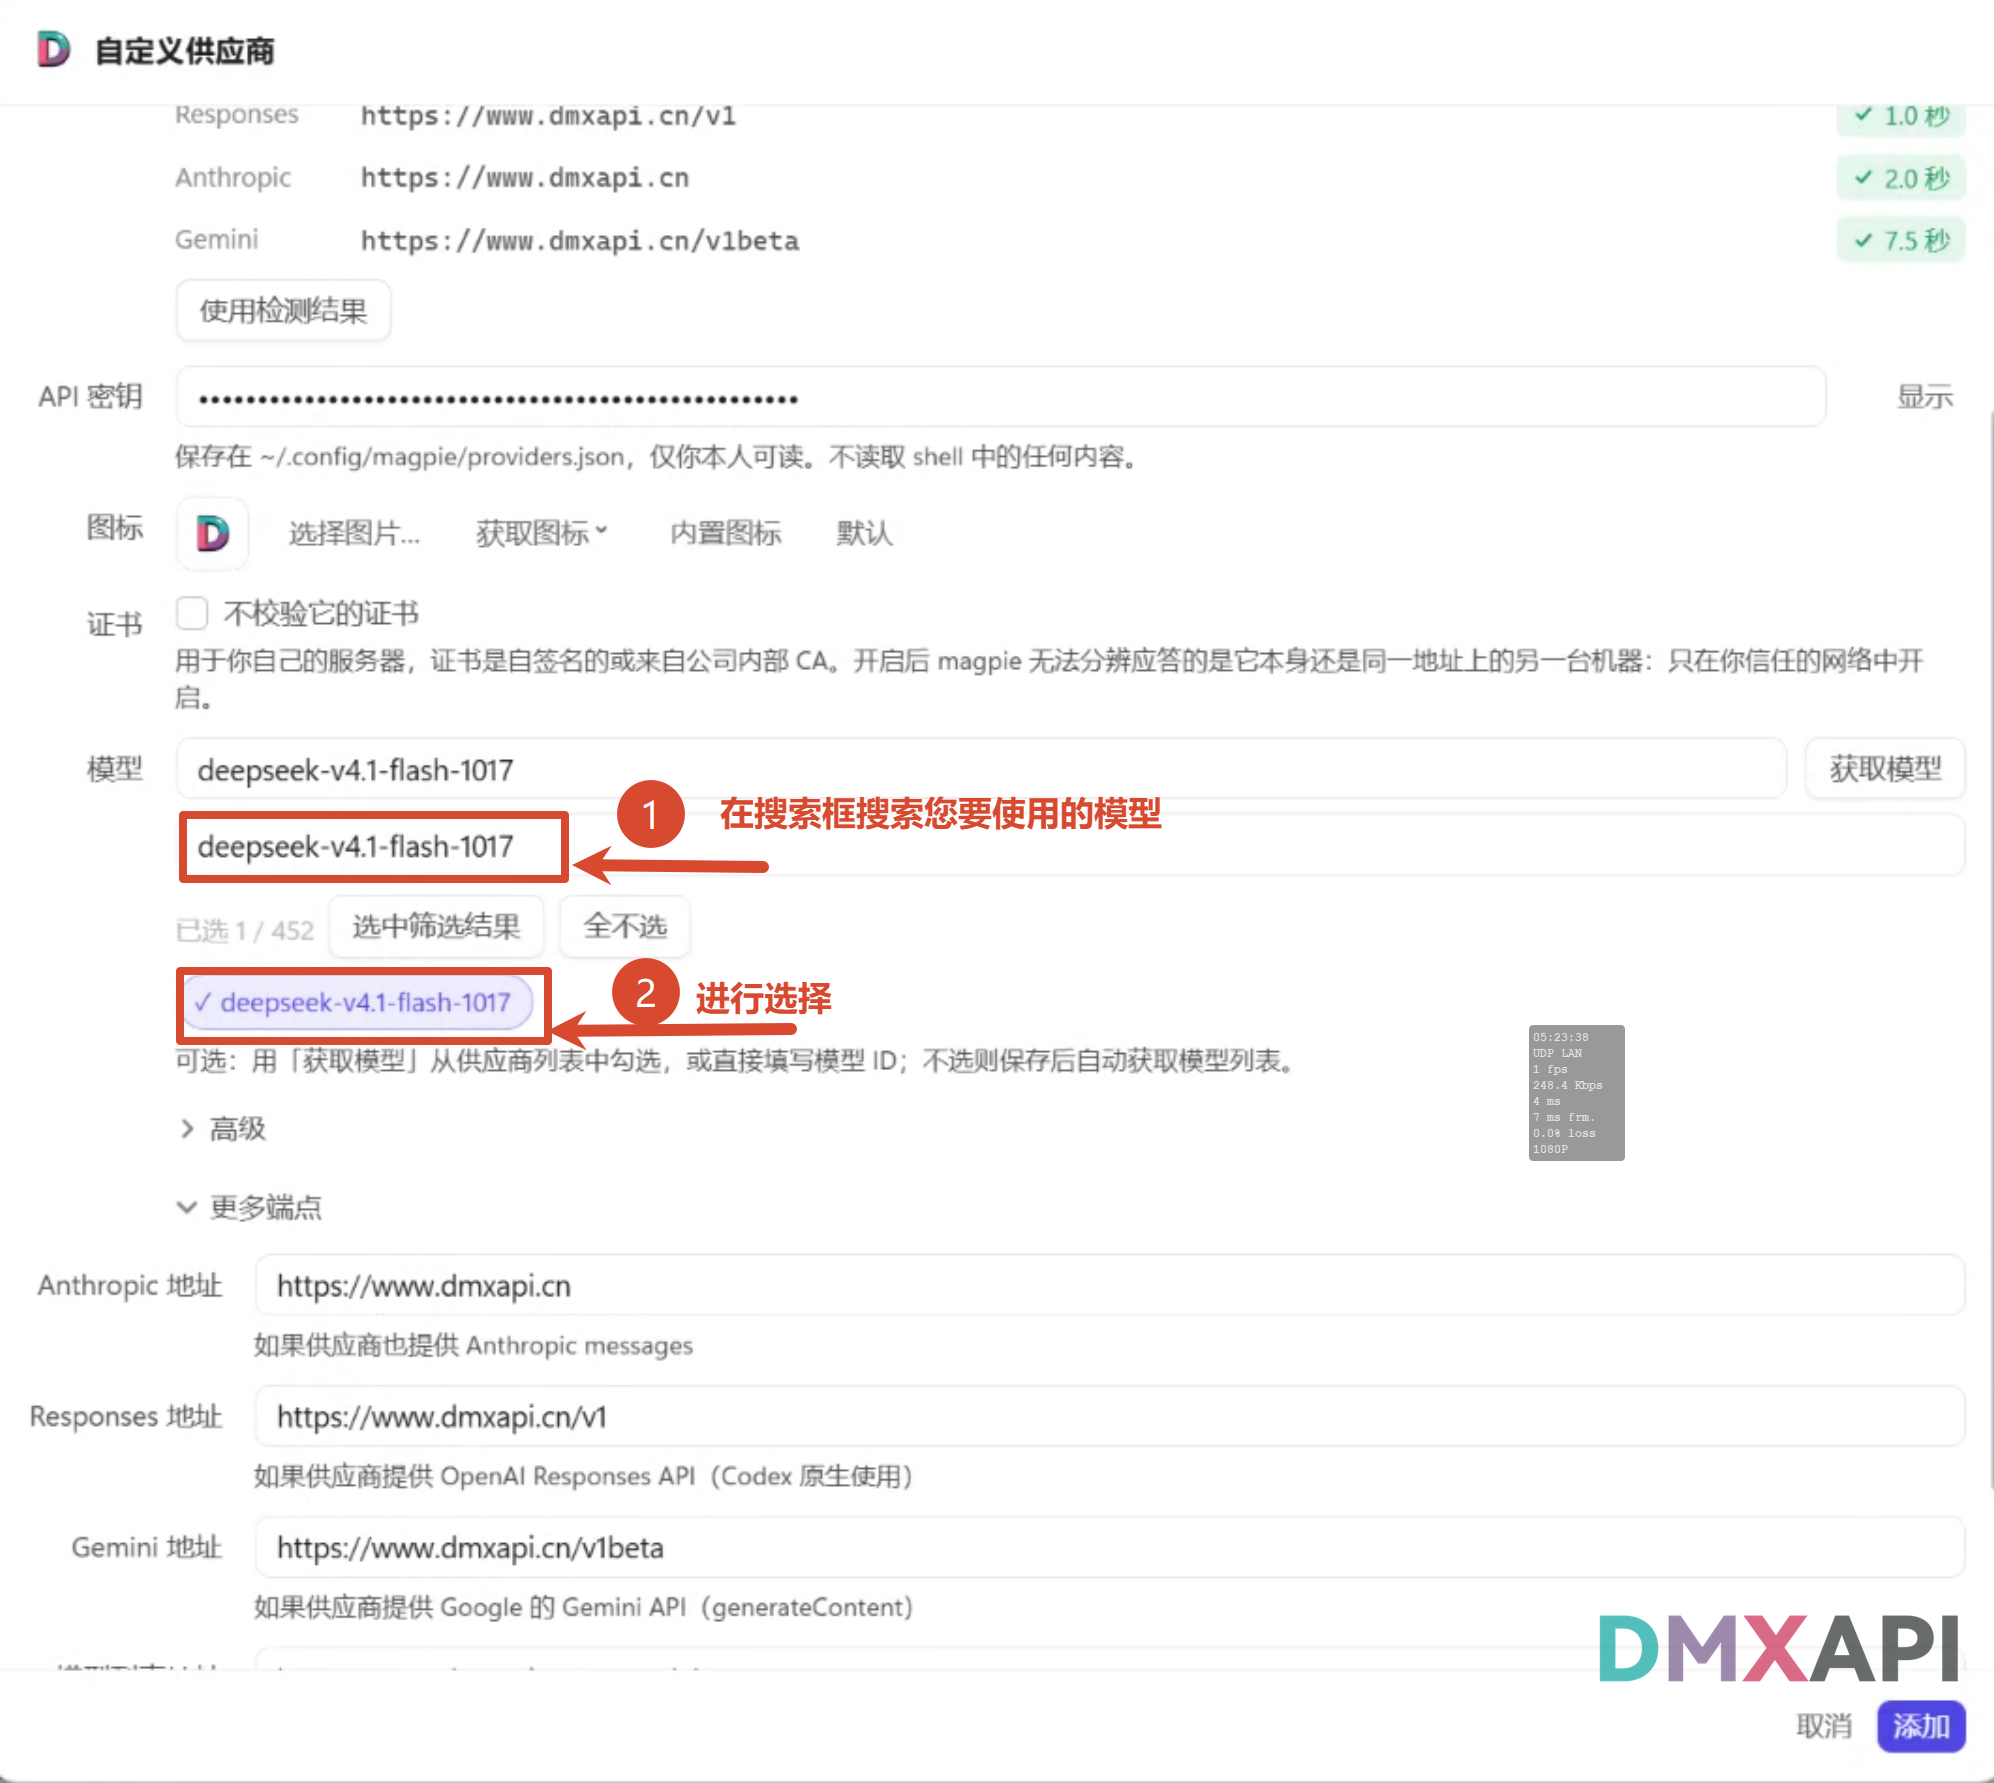 自定义供应商
Responses https://www.dmxapi.cn/v1 ✓ 1.0 秒
Anthropic https://www.dmxapi.cn ✓ 2.0 秒
Gemini https://www.dmxapi.cn/v1beta ✓ 7.5 秒
使用检测结果
API 密钥 显示
保存在 ~/.config/magpie/providers.json，仅你本人可读。不读取 shell 中的任何内容。
图标 选择图片... 获取图标 内置图标 默认
证书 不校验它的证书
用于你自己的服务器，证书是自签名的或来自公司内部 CA。开启后 magpie 无法分辨应答的是它本身还是同一地址上的另一台机器：只在你信任的网络中开
启。
模型 deepseek-v4.1-flash-1017 获取模型
1 在搜索框搜索您要使用的模型
deepseek-v4.1-flash-1017
已选 1 / 452 选中筛选结果 全不选
2 进行选择
✓ deepseek-v4.1-flash-1017
可选：用「获取模型」从供应商列表中勾选，或直接填写模型 ID；不选则保存后自动获取模型列表。
05:23:38
UDP LAN
1 fps
248.4 Kbps
4 ms
7 ms frm.
0.0% loss
1080P
高级
更多端点
Anthropic 地址 https://www.dmxapi.cn
如果供应商也提供 Anthropic messages
Responses 地址 https://www.dmxapi.cn/v1
如果供应商提供 OpenAI Responses API（Codex 原生使用）
Gemini 地址 https://www.dmxapi.cn/v1beta
如果供应商提供 Google 的 Gemini API（generateContent）
DMXAPI
取消 添加